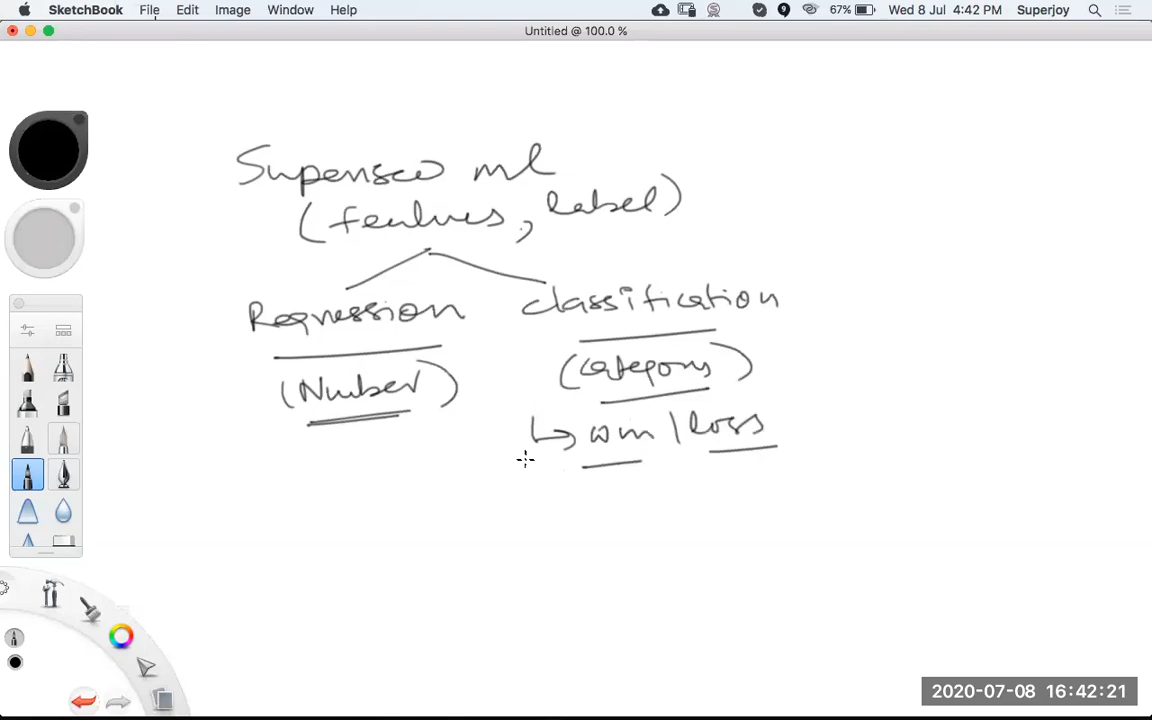 SketchBook File Edit Image Window Help 67% Wed 8 Jul 4:42 PM Superjoy
Untitled @ 100.0 %
Supervised ml
(features, label)
Regression classification
(Number) (category)
win / loss
2020-07-08 16:42:21